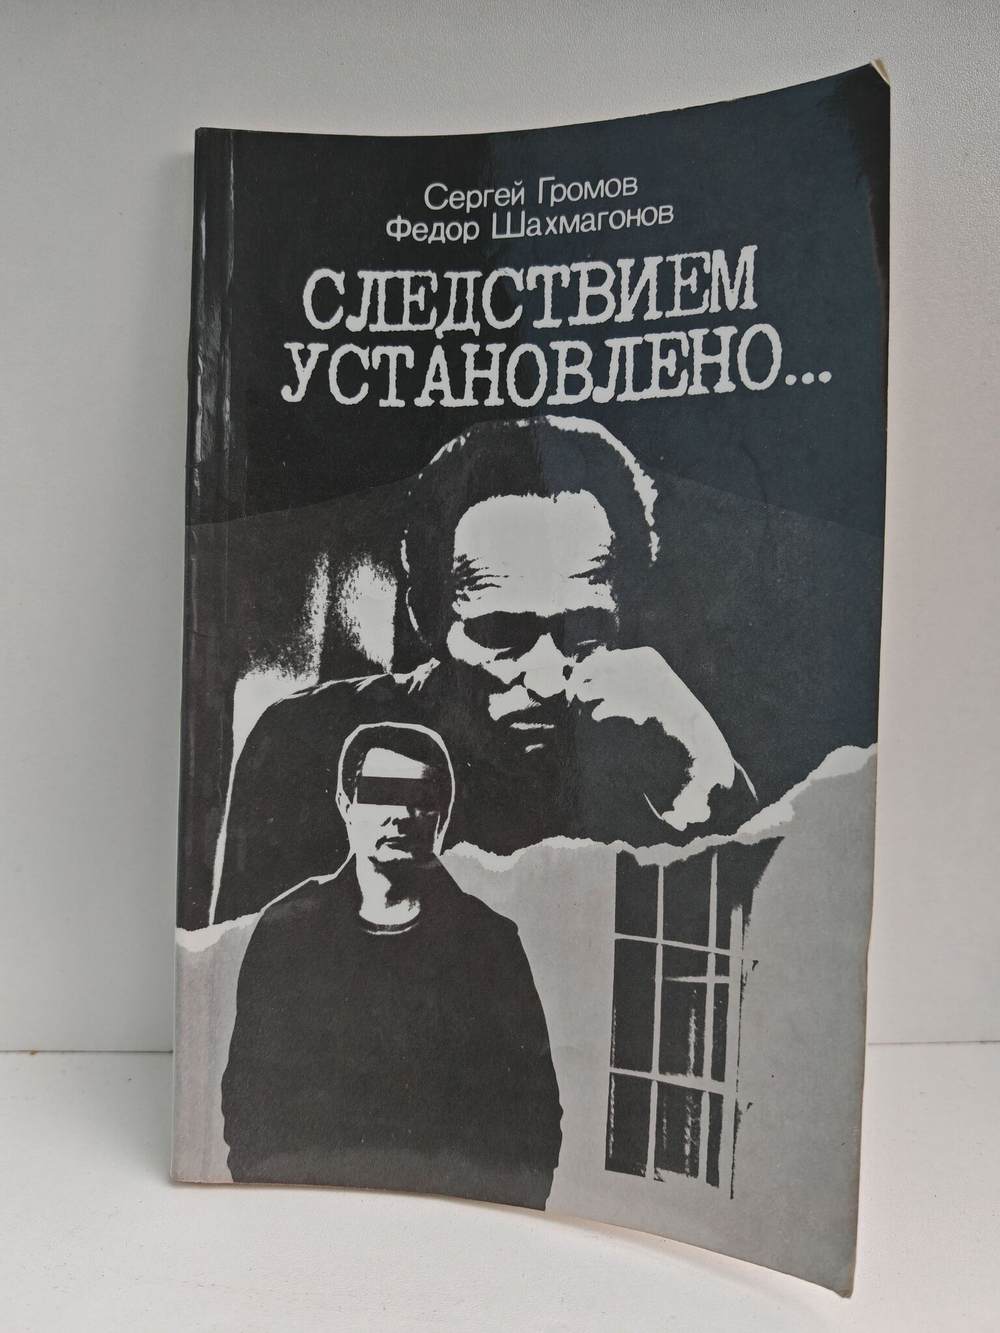 Сергей Громов
Федор Шахмагонов
СЛЕДСТВИЕМ
УСТАНОВЛЕНО...